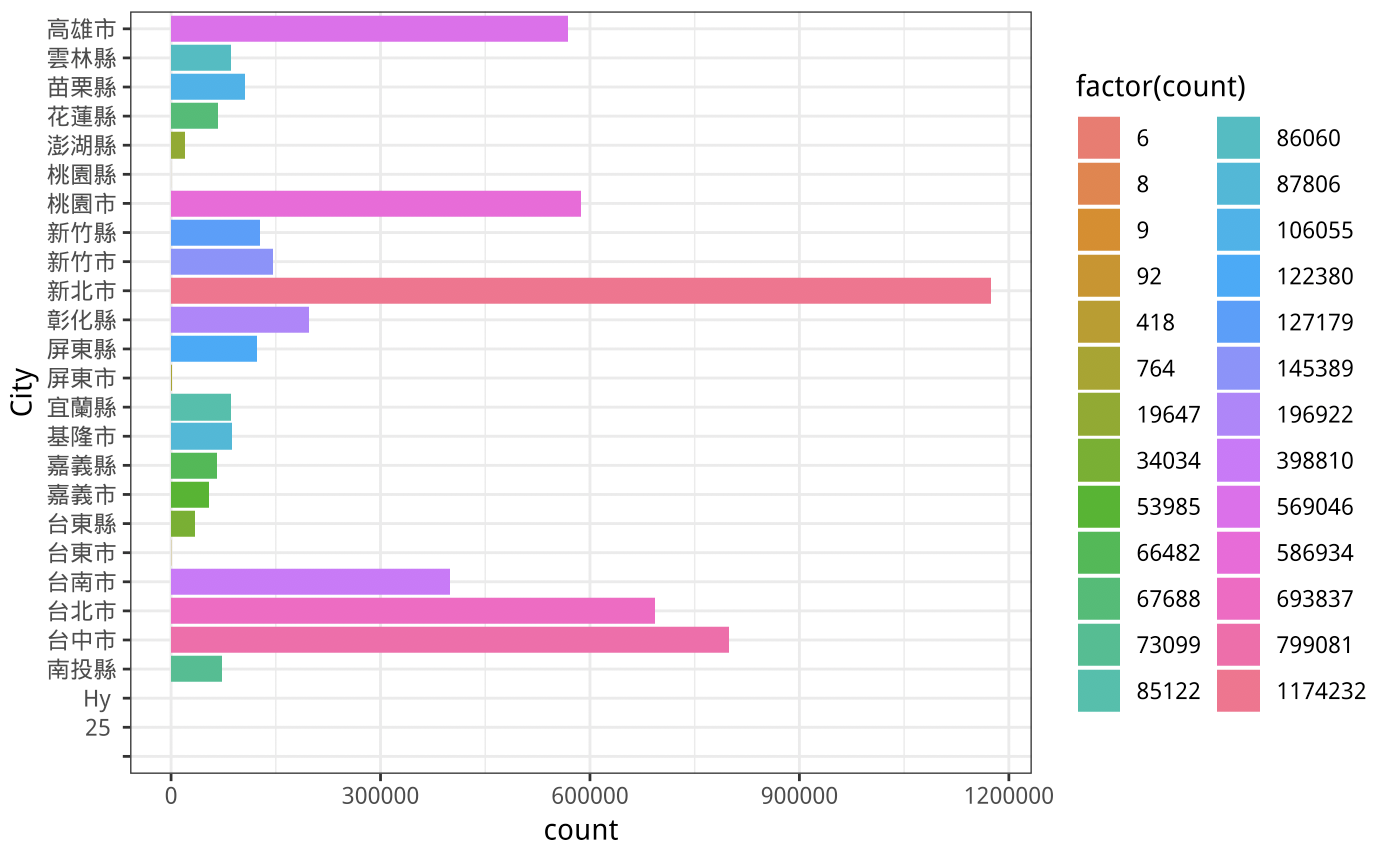 高雄市
雲林縣
苗栗縣
花蓮縣
澎湖縣
桃園縣
桃園市
新竹縣
新竹市
新北市
彰化縣
屏東縣
屏東市
宜蘭縣
基隆市
嘉義縣
嘉義市
台東縣
台東市
台南市
台北市
台中市
南投縣
Hy
25
City
0 300000 600000 900000 1200000
count
factor(count)
6 86060
8 87806
9 106055
92 122380
418 127179
764 145389
19647 196922
34034 398810
53985 569046
66482 586934
67688 693837
73099 799081
85122 1174232